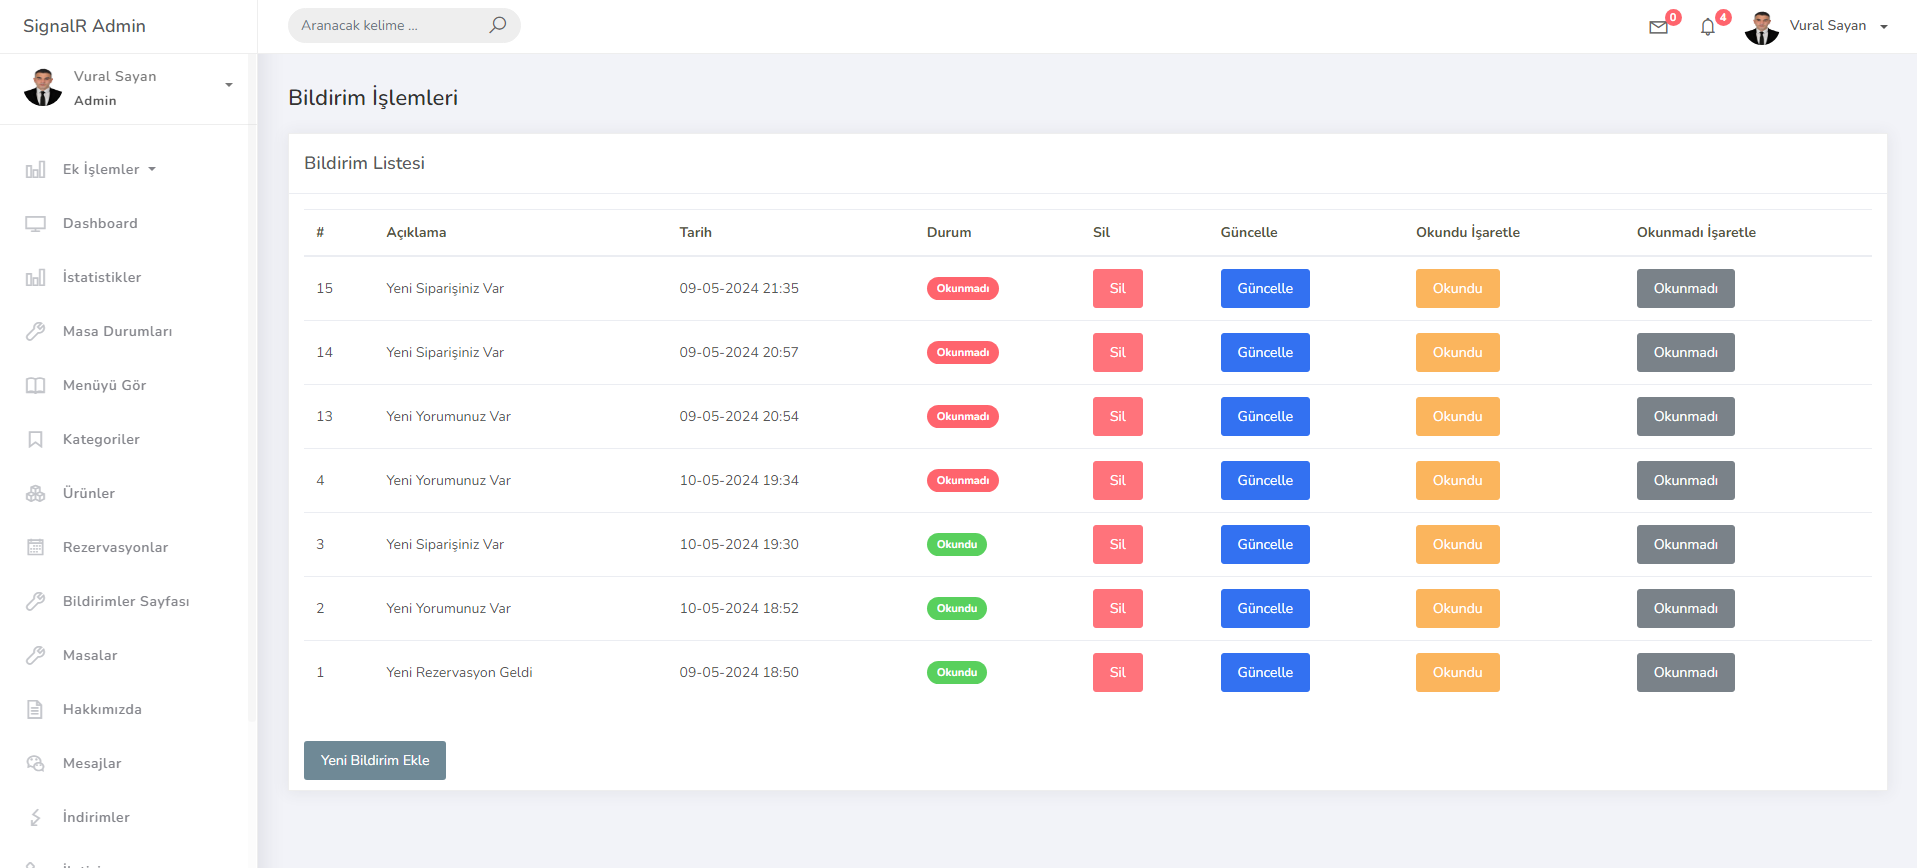 SignalR Admin
Aranacak kelime ...
0
4
Vural Sayan
Vural Sayan
Admin
Ek İşlemler
Dashboard
İstatistikler
Masa Durumları
Menüyü Gör
Kategoriler
Ürünler
Rezervasyonlar
Bildirimler Sayfası
Masalar
Hakkımızda
Mesajlar
İndirimler
Bildirim İşlemleri
Bildirim Listesi
# Açıklama Tarih Durum Sil Güncelle Okundu İşaretle Okunmadı İşaretle
15 Yeni Siparişiniz Var 09-05-2024 21:35 Okunmadı Sil Güncelle Okundu Okunmadı
14 Yeni Siparişiniz Var 09-05-2024 20:57 Okunmadı Sil Güncelle Okundu Okunmadı
13 Yeni Yorumunuz Var 09-05-2024 20:54 Okunmadı Sil Güncelle Okundu Okunmadı
4 Yeni Yorumunuz Var 10-05-2024 19:34 Okunmadı Sil Güncelle Okundu Okunmadı
3 Yeni Siparişiniz Var 10-05-2024 19:30 Okundu Sil Güncelle Okundu Okunmadı
2 Yeni Yorumunuz Var 10-05-2024 18:52 Okundu Sil Güncelle Okundu Okunmadı
1 Yeni Rezervasyon Geldi 09-05-2024 18:50 Okundu Sil Güncelle Okundu Okunmadı
Yeni Bildirim Ekle